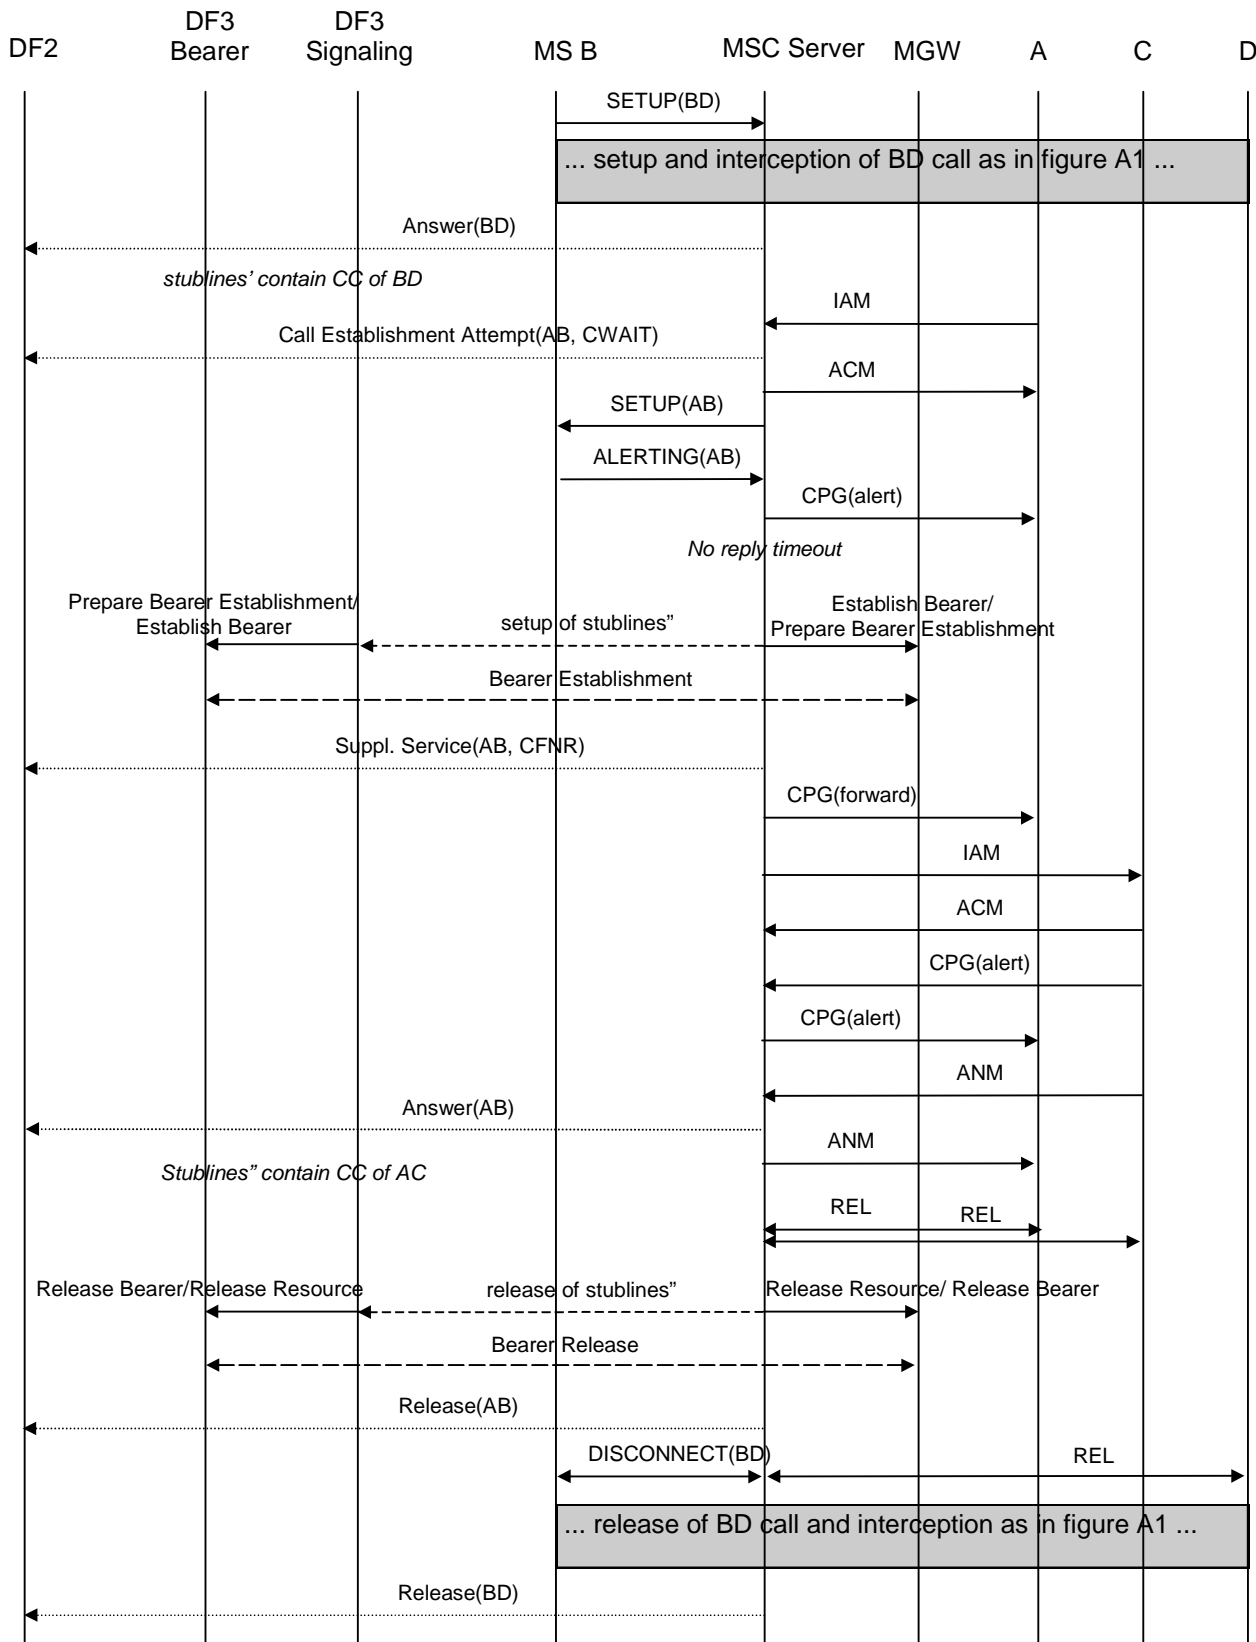 DF2
DF3
Bearer
DF3
Signaling
MS B
MSC Server
MGW
A
C
D
SETUP(BD)
... setup and interception of BD call as in figure A1 ...
Answer(BD)
stublines’ contain CC of BD
IAM
Call Establishment Attempt(AB, CWAIT)
ACM
SETUP(AB)
ALERTING(AB)
CPG(alert)
No reply timeout
Prepare Bearer Establishment/
Establish Bearer
setup of stublines”
Establish Bearer/
Prepare Bearer Establishment
Bearer Establishment
Suppl. Service(AB, CFNR)
CPG(forward)
IAM
ACM
CPG(alert)
CPG(alert)
ANM
Answer(AB)
ANM
Stublines” contain CC of AC
REL
REL
Release Bearer/Release Resource
release of stublines”
Release Resource/ Release Bearer
Bearer Release
Release(AB)
DISCONNECT(BD)
REL
... release of BD call and interception as in figure A1 ...
Release(BD)